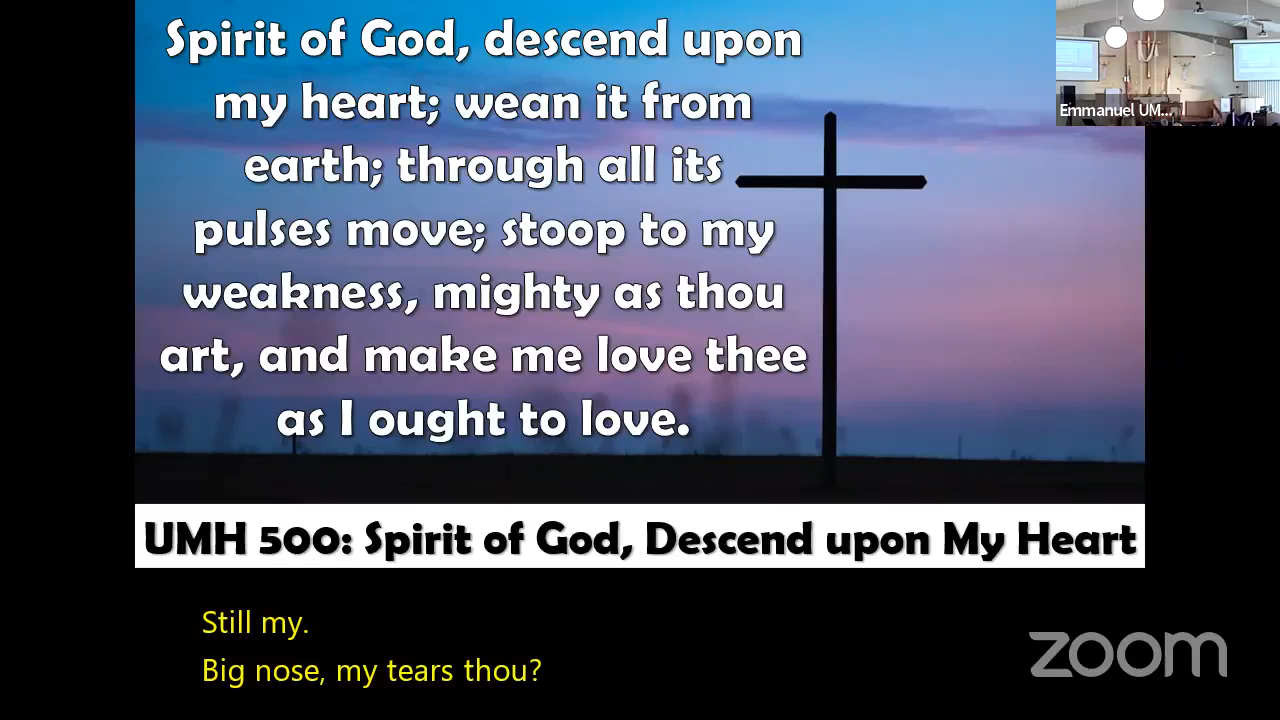 Spirit of God, descend upon
my heart; wean it from
earth; through all its
pulses move; stoop to my
weakness, mighty as thou
art, and make me love thee
as I ought to love.
UMH 500: Spirit of God, Descend upon My Heart
Emmanuel UM...
Still my.
Big nose, my tears thou?
zoom